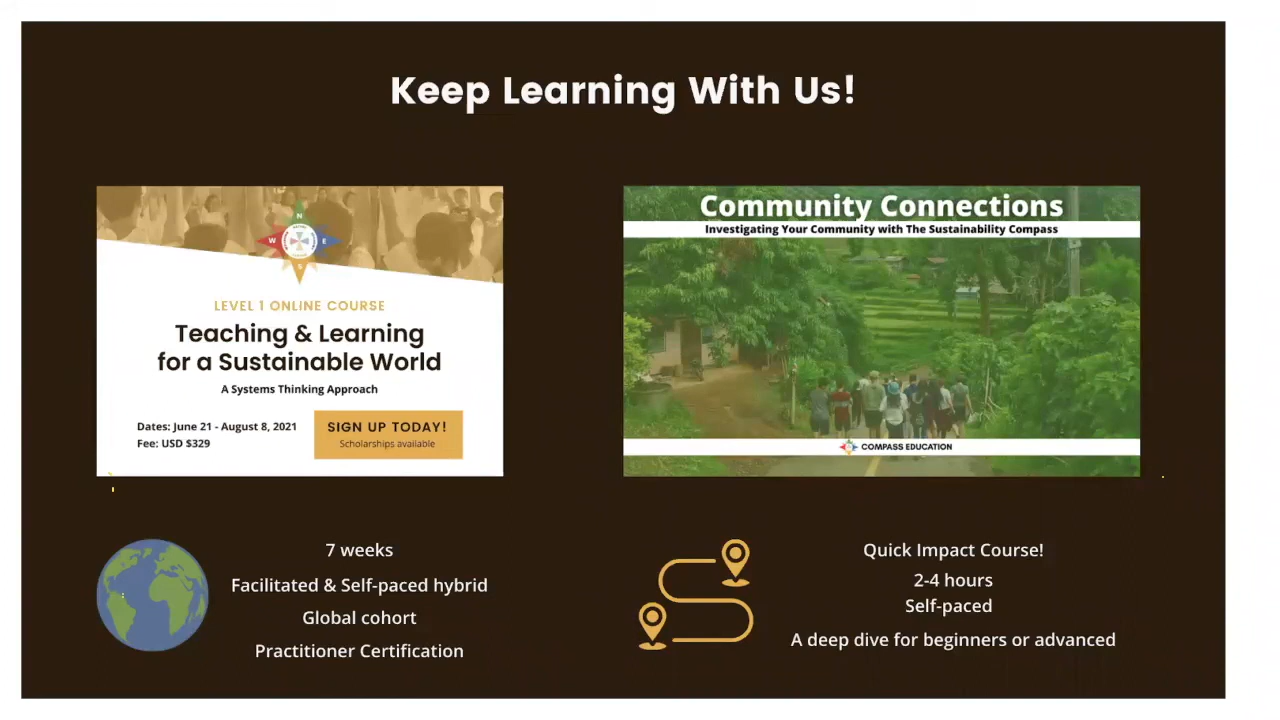 Keep Learning With Us!
N
W E
S
LEVEL 1 ONLINE COURSE
Teaching & Learning
for a Sustainable World
A Systems Thinking Approach
Dates: June 21 - August 8, 2021
Fee: USD $329
SIGN UP TODAY!
Scholarships available
Community Connections
Investigating Your Community with The Sustainability Compass
COMPASS EDUCATION
7 weeks
Facilitated & Self-paced hybrid
Global cohort
Practitioner Certification
Quick Impact Course!
2-4 hours
Self-paced
A deep dive for beginners or advanced